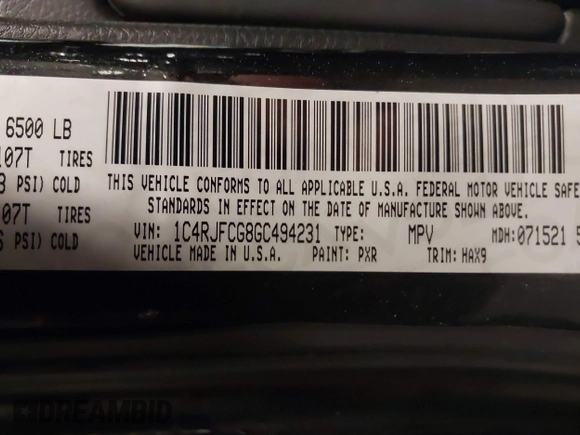 6500 LB
107T TIRES
PSI) COLD
07T TIRES
PSI) COLD
THIS VEHICLE CONFORMS TO ALL APPLICABLE U.S.A. FEDERAL MOTOR VEHICLE SAFE
STANDARDS IN EFFECT ON THE DATE OF MANUFACTURE SHOWN ABOVE.
VIN: 1C4RJFCG8GC494231 TYPE: MPV MDH: 071521
VEHICLE MADE IN U.S.A. PAINT: PXR TRIM: HAX9
DREAMBID